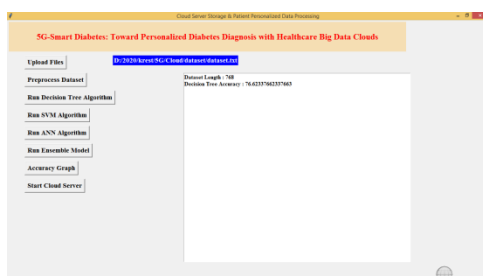 Cloud Server Storage & Patient Personalized Data Processing
5G-Smart Diabetes: Toward Personalized Diabetes Diagnosis with Healthcare Big Data Clouds
Upload Files
D:/2020/krest/5G/Cloud/dataset/dataset.txt
Preprocess Dataset
Dataset Length : 768
Decision Tree Accuracy : 76.62337662337663
Run Decision Tree Algorithm
Run SVM Algorithm
Run ANN Algorithm
Run Ensemble Model
Accuracy Graph
Start Cloud Server